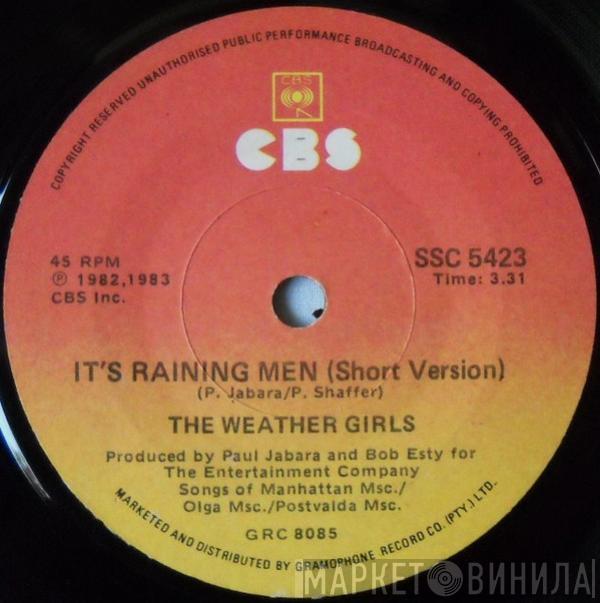 COPYRIGHT RESERVED UNAUTHORISED PUBLIC PERFORMANCE BROADCASTING AND COPYING PROHIBITED
CBS
CBS
45 RPM
℗ 1982,1983
CBS Inc.
SSC 5423
Time: 3.31
IT'S RAINING MEN (Short Version)
(P. Jabara/P. Shaffer)
THE WEATHER GIRLS
Produced by Paul Jabara and Bob Esty for
The Entertainment Company
Songs of Manhattan Msc./
Olga Msc./Postvalda Msc.
GRC 8085
MARKETED AND DISTRIBUTED BY GRAMOPHONE RECORD CO. (PTY.) LTD.
МАРКЕТ ВИНИЛА